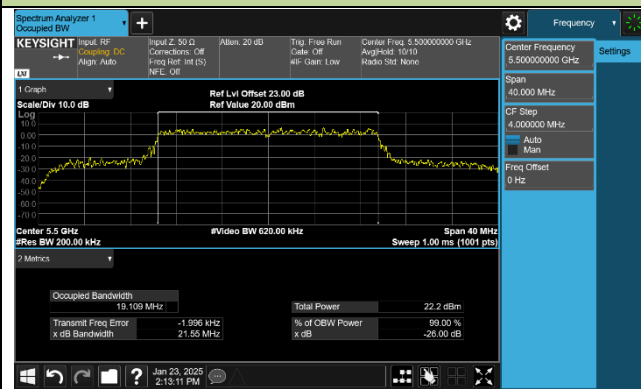 Spectrum Analyzer 1
Occupied BW
Frequency
KEYSIGHT
Input: RF
Coupling: DC
Align: Auto
Input Z: 50 Ω
Corrections: Off
Freq Ref: Int (S)
NFE: Off
Atten: 20 dB
Trig: Free Run
Gate: Off
#IF Gain: Low
Center Freq: 5.500000000 GHz
Avg|Hold: 10/10
Radio Std: None
LXI
Center Frequency
5.500000000 GHz
Settings
Span
40.000 MHz
CF Step
4.000000 MHz
Auto
Man
Freq Offset
0 Hz
1 Graph
Scale/Div 10.0 dB
Ref Lvl Offset 23.00 dB
Ref Value 20.00 dBm
Log
10.0
0.00
-10.0
-20.0
-30.0
-40.0
-50.0
-60.0
-70.0
Center 5.5 GHz
#Res BW 200.00 kHz
#Video BW 620.00 kHz
Span 40 MHz
Sweep 1.00 ms (1001 pts)
2 Metrics
Occupied Bandwidth
19.109 MHz
Total Power 22.2 dBm
Transmit Freq Error -1.996 kHz
% of OBW Power 99.00 %
x dB Bandwidth 21.55 MHz
x dB -26.00 dB
Jan 23, 2025
2:13:11 PM